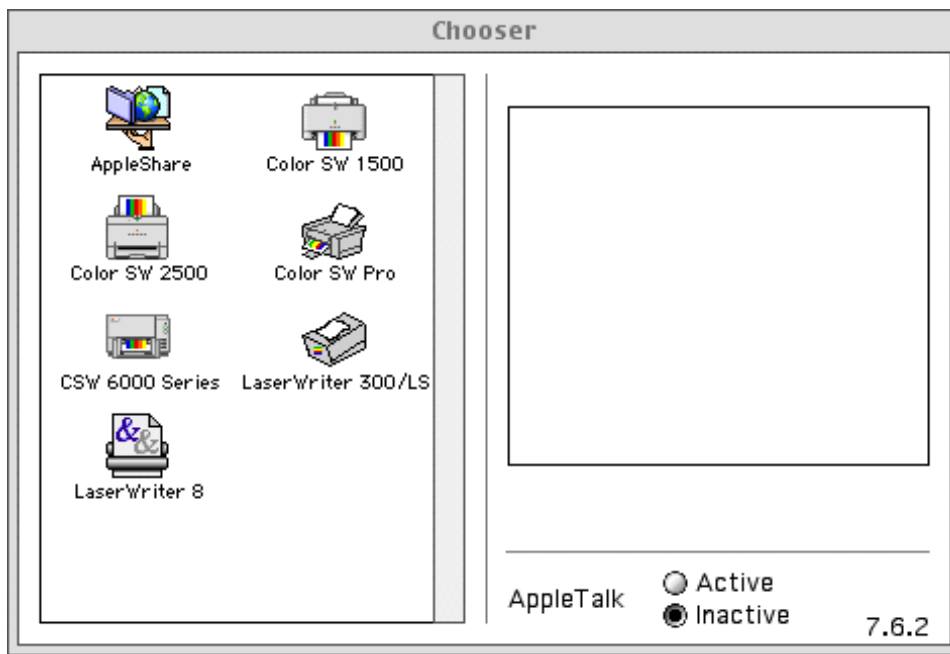 Chooser
AppleShare
Color SW 1500
Color SW 2500
Color SW Pro
CSW 6000 Series
LaserWriter 300/LS
LaserWriter 8
AppleTalk
Active
Inactive
7.6.2